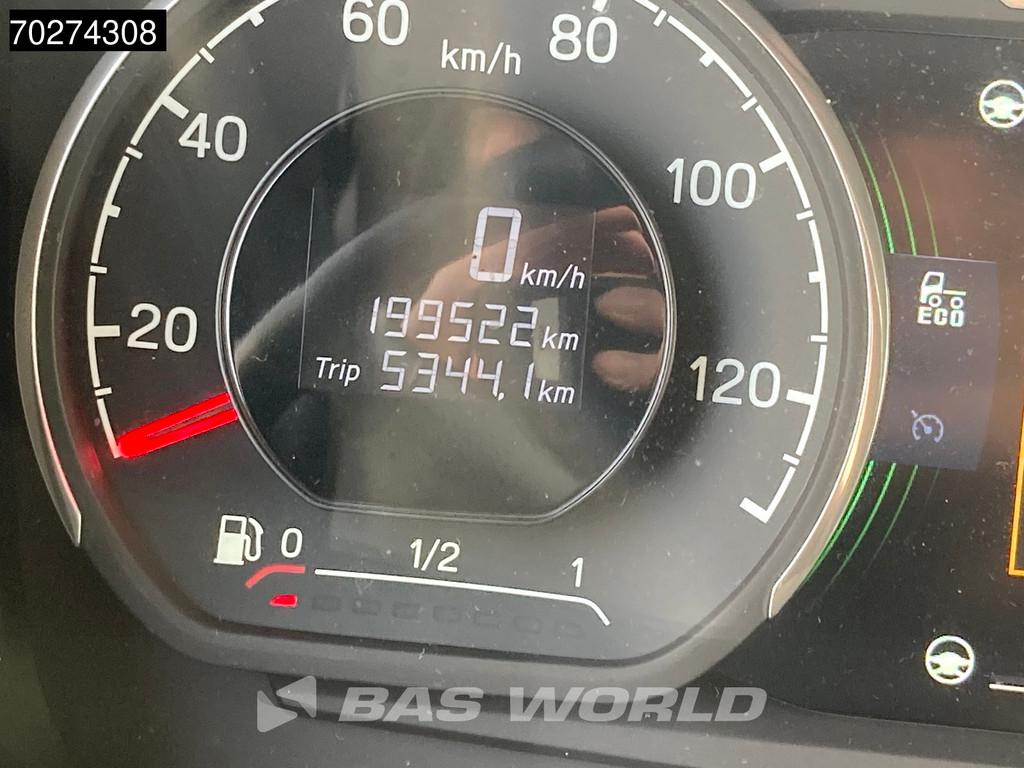 70274308
60
80
km/h
40
100
0 km/h
199522 km
Trip 5344,1 km
20
120
ECO
0 1/2 1
BAS WORLD